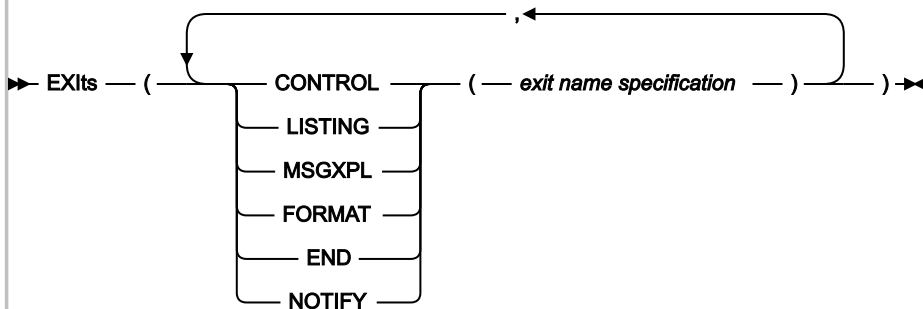 ,
EXIts ( CONTROL ( exit name specification ) )
LISTING
MSGXPL
FORMAT
END
NOTIFY